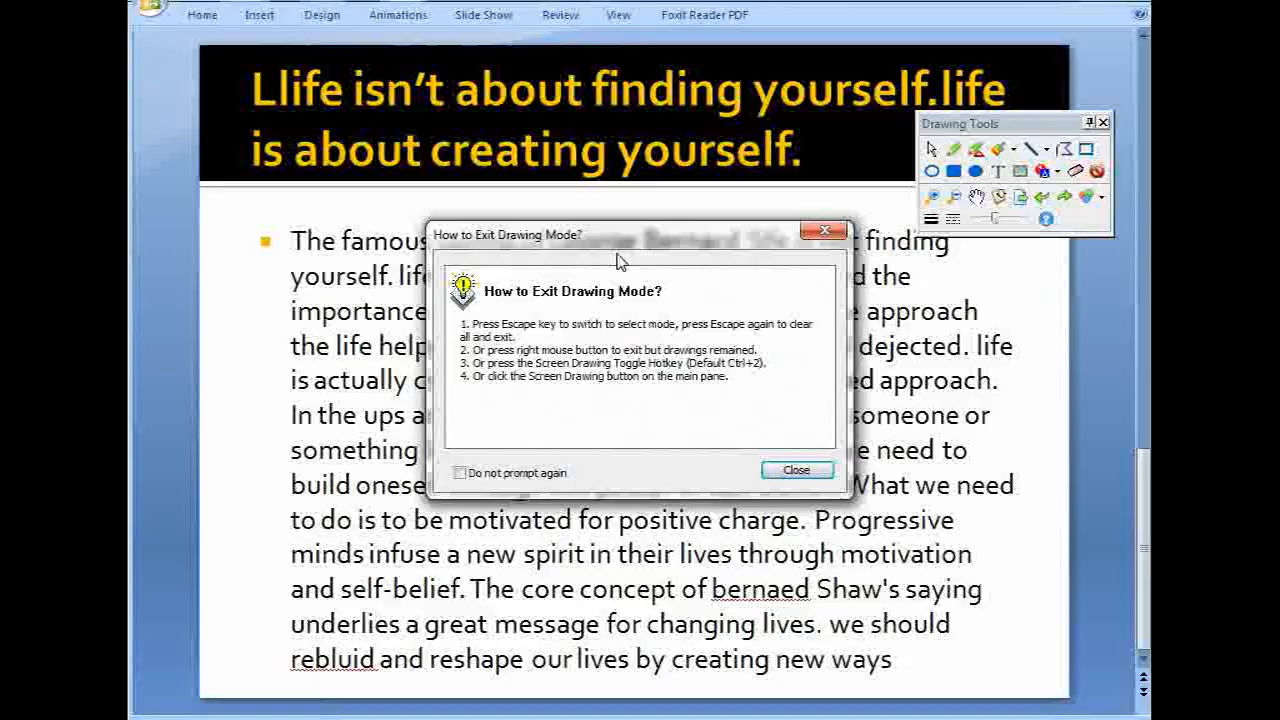 Home Insert Design Animations Slide Show Review View Foxit Reader PDF
Llife isn't about finding yourself.life
is about creating yourself.
Drawing Tools
How to Exit Drawing Mode?
How to Exit Drawing Mode?
1. Press Escape key to switch to select mode, press Escape again to clear
all and exit.
2. Or press right mouse button to exit but drawings remained.
3. Or press the Screen Drawing Toggle Hotkey (Default Ctrl+2).
4. Or click the Screen Drawing button on the main pane.
Do not prompt again
Close
The famous finding
yourself. the
importance approach
the life dejected. life
is actually approach.
In the ups someone or
something need to
build What we need
to do is to be motivated for positive charge. Progressive
minds infuse a new spirit in their lives through motivation
and self-belief. The core concept of bernaed Shaw's saying
underlies a great message for changing lives. we should
rebluid and reshape our lives by creating new ways